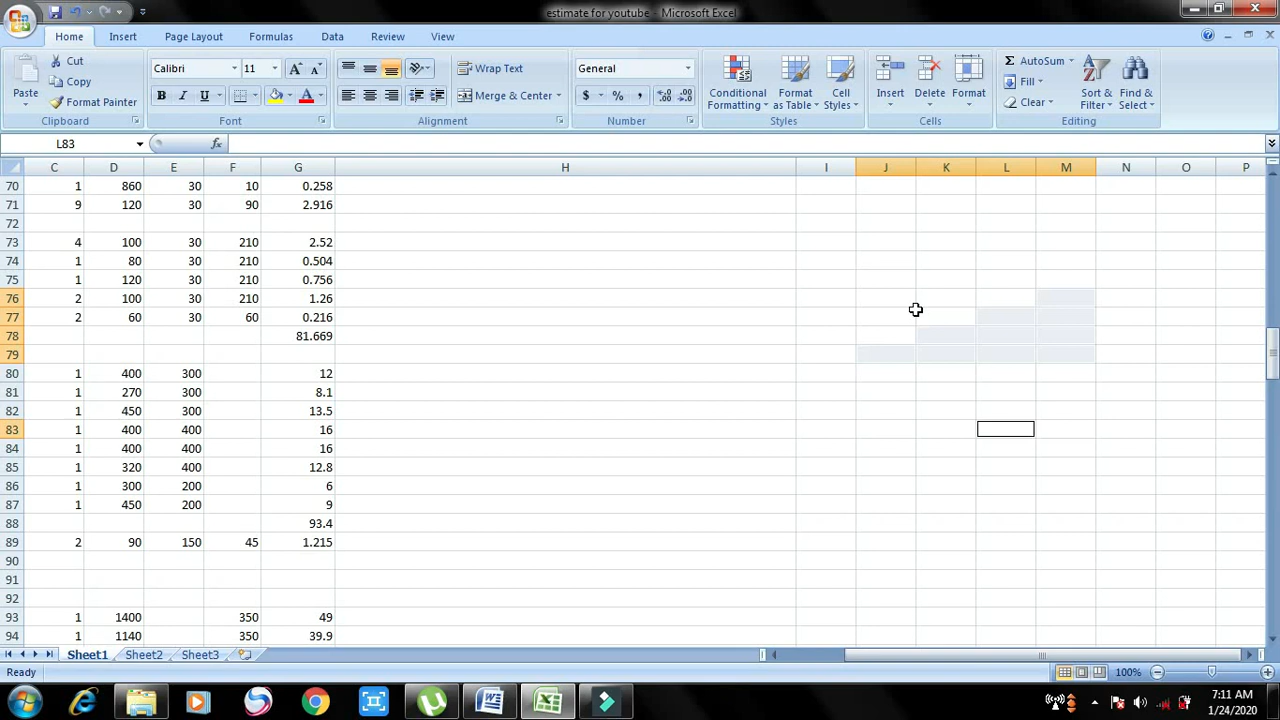 estimate for youtube - Microsoft Excel
Home Insert Page Layout Formulas Data Review View
Paste
Cut
Copy
Format Painter
Clipboard
Calibri 11
B I U
Font
Wrap Text
Merge & Center
Alignment
General
$ % ,
Number
Conditional Formatting
Format as Table
Cell Styles
Styles
Insert Delete Format
Cells
Σ AutoSum
Fill
Clear
Sort & Filter
Find & Select
Editing
L83 fx
C D E F G H I J K L M N O P
70 1 860 30 10 0.258
71 9 120 30 90 2.916
72
73 4 100 30 210 2.52
74 1 80 30 210 0.504
75 1 120 30 210 0.756
76 2 100 30 210 1.26
77 2 60 30 60 0.216
78 81.669
79
80 1 400 300 12
81 1 270 300 8.1
82 1 450 300 13.5
83 1 400 400 16
84 1 400 400 16
85 1 320 400 12.8
86 1 300 200 6
87 1 450 200 9
88 93.4
89 2 90 150 45 1.215
90
91
92
93 1 1400 350 49
94 1 1140 350 39.9
Sheet1 Sheet2 Sheet3
Ready 100%
7:11 AM
1/24/2020